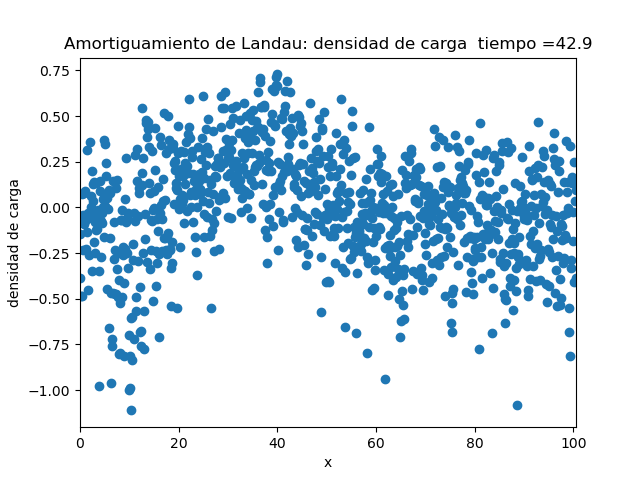 Amortiguamiento de Landau: densidad de carga  tiempo =42.9
0.75
0.50
0.25
0.00
−0.25
−0.50
−0.75
−1.00
densidad de carga
0 20 40 60 80 100
x